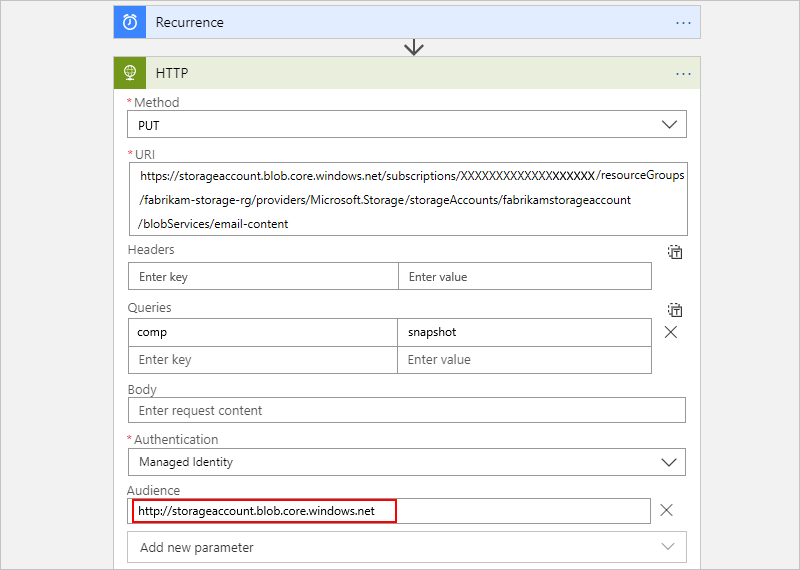 Recurrence
...
HTTP
...
*Method
PUT
*URI
https://storageaccount.blob.core.windows.net/subscriptions/XXXXXXXXXXXXXXXXXXXX/resourceGroups
/fabrikam-storage-rg/providers/Microsoft.Storage/storageAccounts/fabrikamstorageaccount
/blobServices/email-content
Headers
Enter key Enter value
Queries
comp snapshot
Enter key Enter value
Body
Enter request content
*Authentication
Managed Identity
Audience
http://storageaccount.blob.core.windows.net
Add new parameter